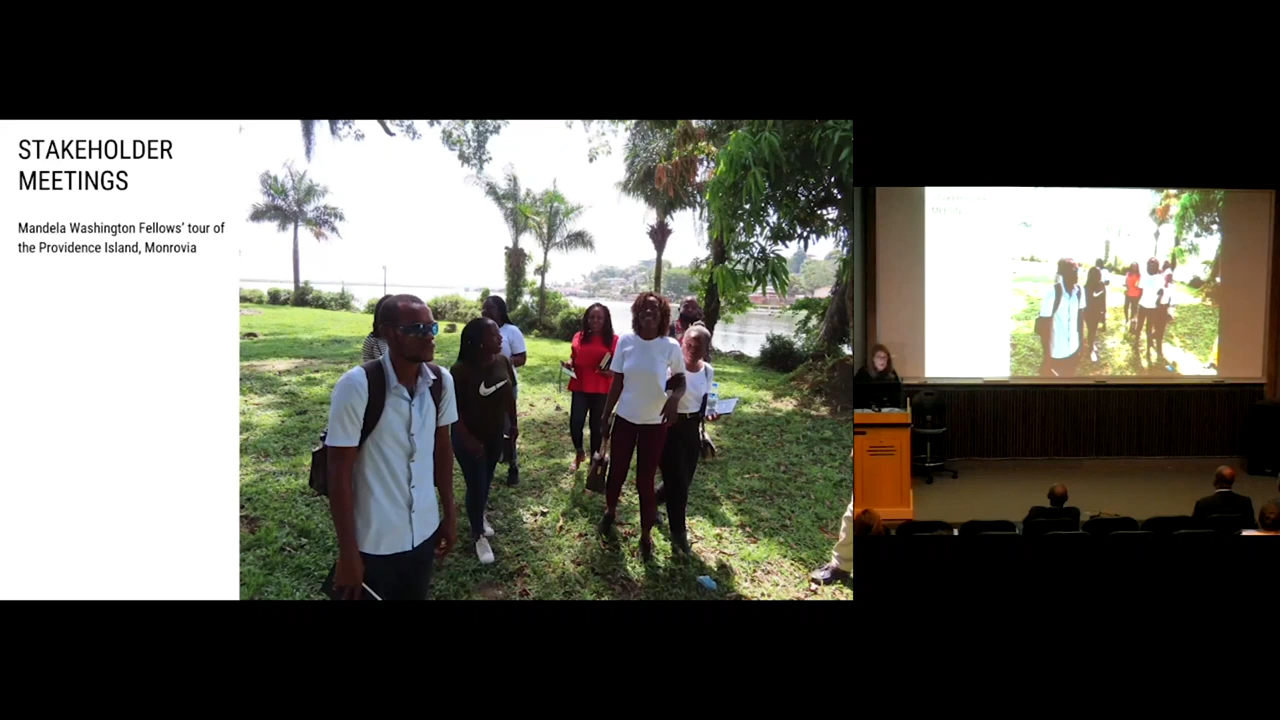 STAKEHOLDER
MEETINGS
Mandela Washington Fellows' tour of
the Providence Island, Monrovia